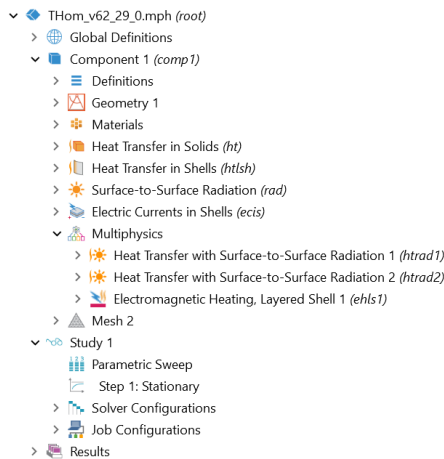 THom_v62_29_0.mph (root)
Global Definitions
Component 1 (comp1)
Definitions
Geometry 1
Materials
Heat Transfer in Solids (ht)
Heat Transfer in Shells (htlsh)
Surface-to-Surface Radiation (rad)
Electric Currents in Shells (ecis)
Multiphysics
Heat Transfer with Surface-to-Surface Radiation 1 (htrad1)
Heat Transfer with Surface-to-Surface Radiation 2 (htrad2)
Electromagnetic Heating, Layered Shell 1 (ehls1)
Mesh 2
Study 1
Parametric Sweep
Step 1: Stationary
Solver Configurations
Job Configurations
Results